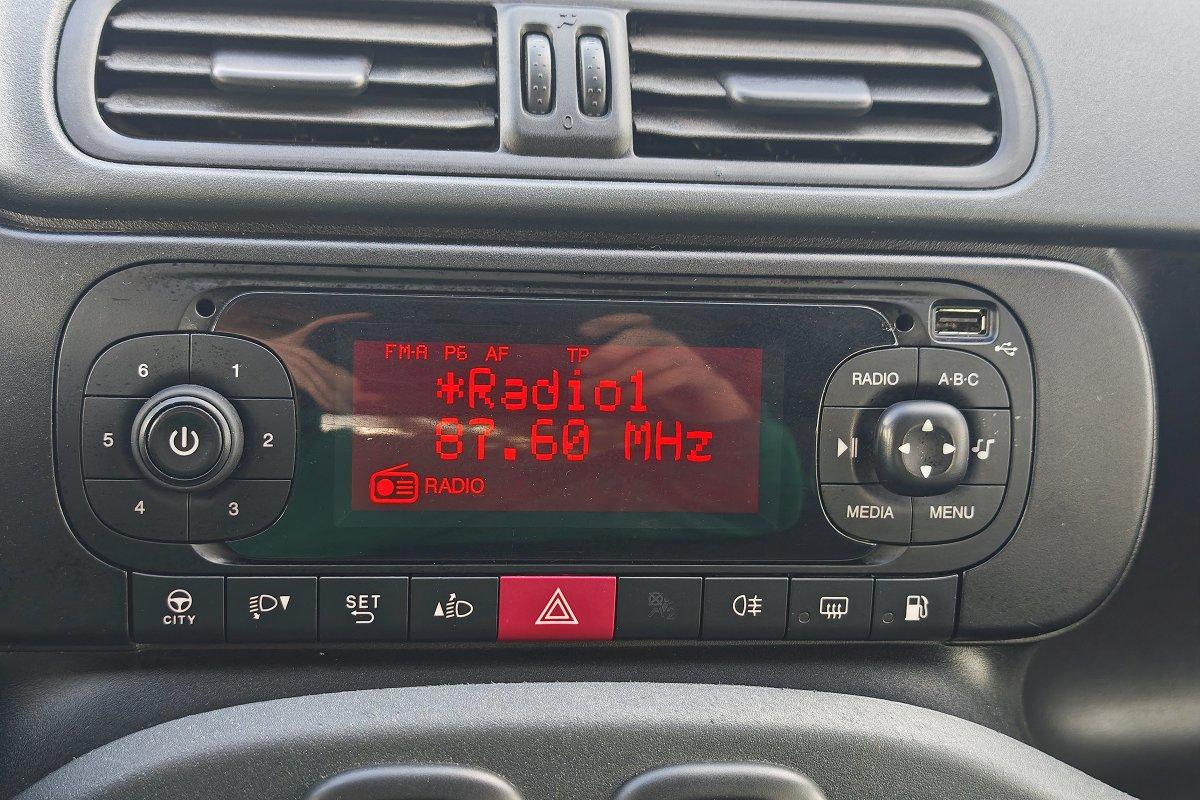 0
FM-A P6 AF TP
*Radio1
87.60 MHz
RADIO
6 1
5 2
4 3
RADIO A·B·C
MEDIA MENU
CITY
SET